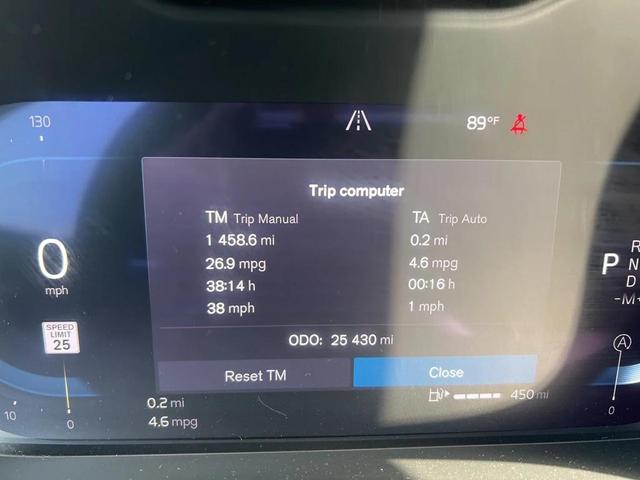 130
89°F
Trip computer
TM Trip Manual
TA Trip Auto
1 458.6 mi
0.2 mi
26.9 mpg
4.6 mpg
38:14 h
00:16 h
38 mph
1 mph
0
mph
P
R
N
D
-M+
SPEED
LIMIT
25
ODO: 25 430 mi
A
Reset TM
Close
450 mi
10
0
0.2 mi
4.6 mpg
0